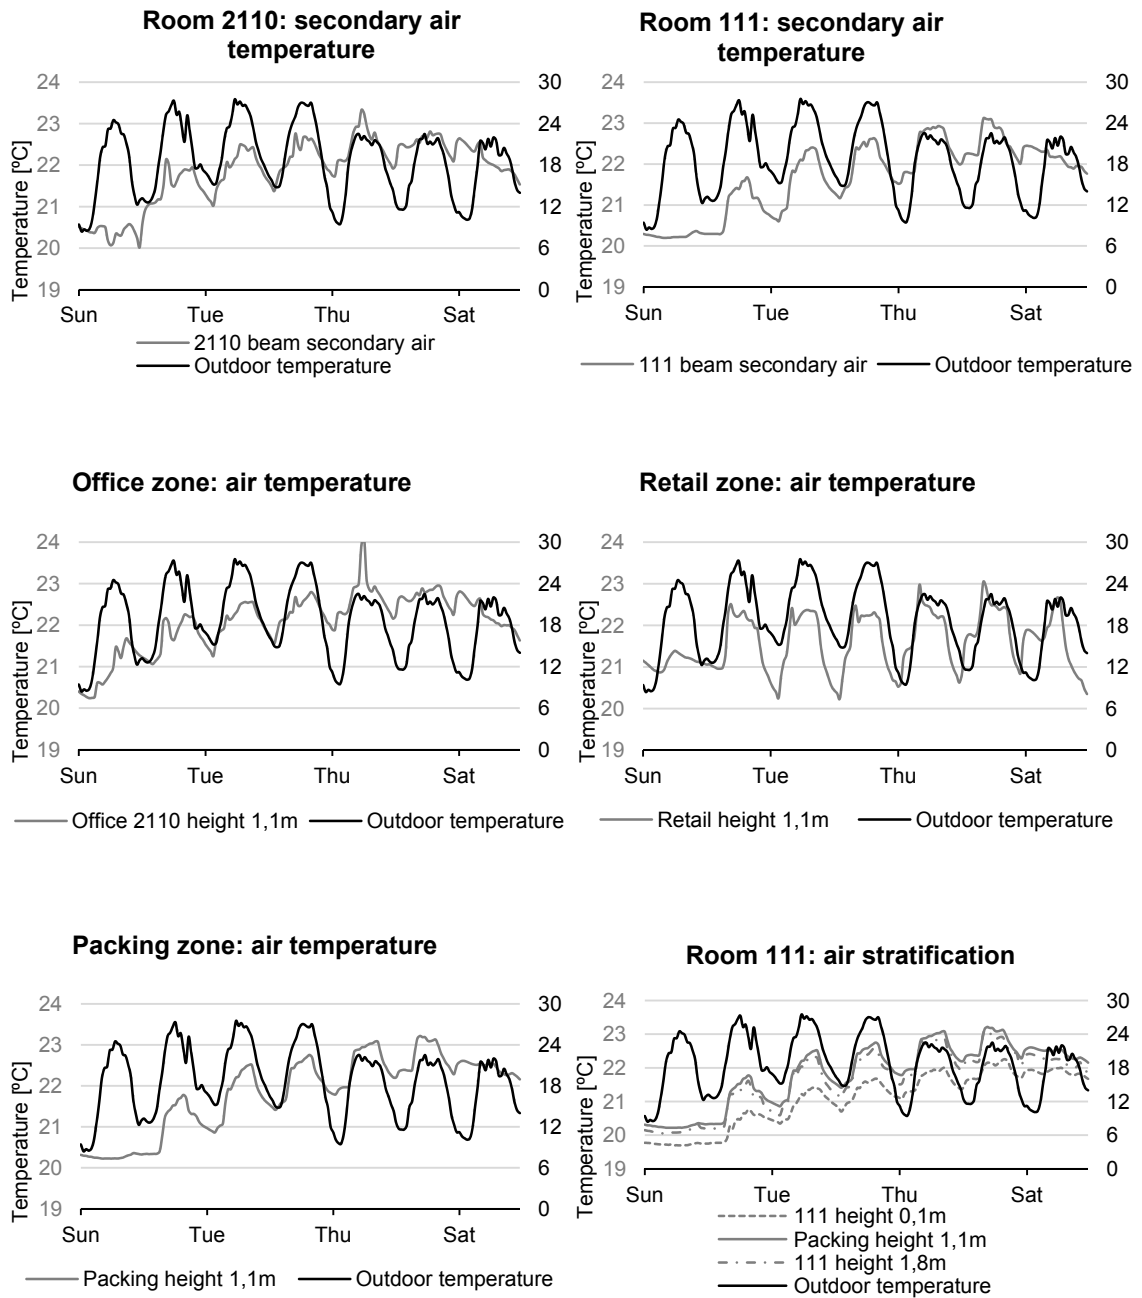 Room 2110: secondary air
temperature
24
23
22
21
20
19
Temperature [ºC]
30
24
18
12
6
0
Sun Tue Thu Sat
2110 beam secondary air
Outdoor temperature
Room 111: secondary air
temperature
24
23
22
21
20
19
Temperature [ºC]
30
24
18
12
6
0
Sun Tue Thu Sat
111 beam secondary air Outdoor temperature
Office zone: air temperature
24
23
22
21
20
19
Temperature [ºC]
30
24
18
12
6
0
Sun Tue Thu Sat
Office 2110 height 1,1m Outdoor temperature
Retail zone: air temperature
24
23
22
21
20
19
Temperature [ºC]
30
24
18
12
6
0
Sun Tue Thu Sat
Retail height 1,1m Outdoor temperature
Packing zone: air temperature
24
23
22
21
20
19
Temperature [ºC]
30
24
18
12
6
0
Sun Tue Thu Sat
Packing height 1,1m Outdoor temperature
Room 111: air stratification
24
23
22
21
20
19
Temperature [ºC]
30
24
18
12
6
0
Sun Tue Thu Sat
111 height 0,1m
Packing height 1,1m
111 height 1,8m
Outdoor temperature